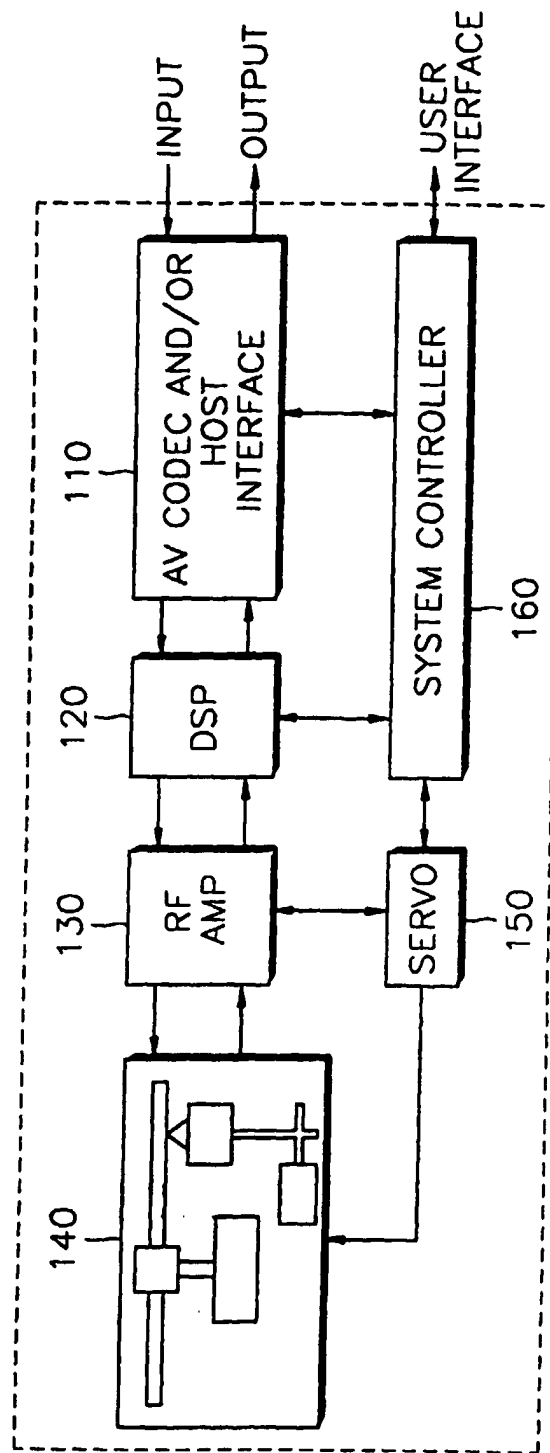 140
130
120
110
RF
AMP
DSP
AV CODEC AND/OR
HOST
INTERFACE
INPUT
OUTPUT
SERVO
150
SYSTEM CONTROLLER
160
USER
INTERFACE